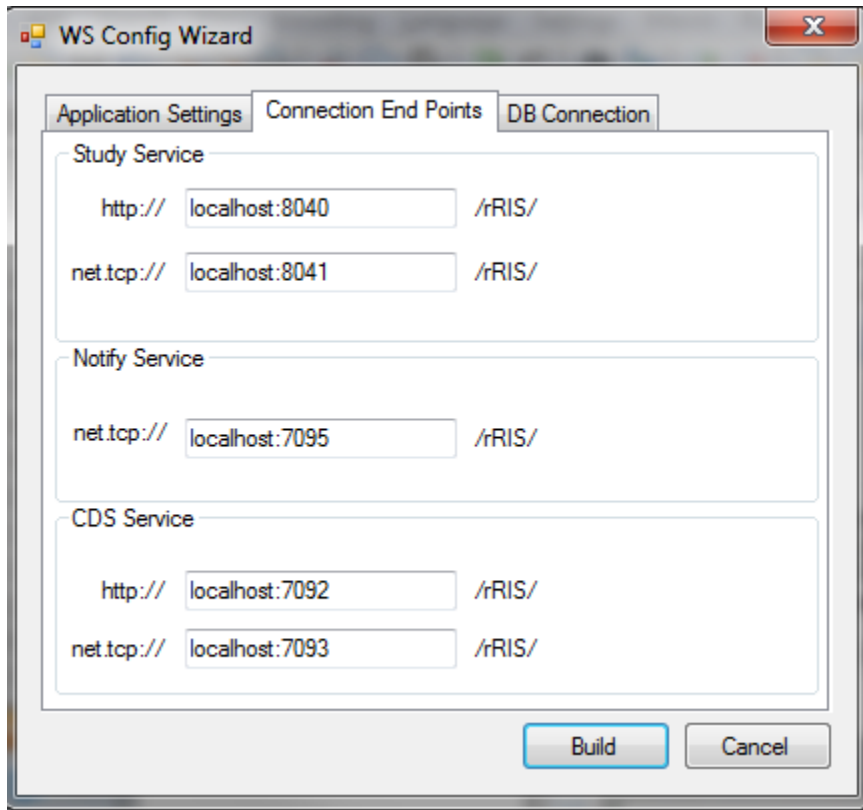 WS Config Wizard
Application Settings Connection End Points DB Connection
Study Service
http:// localhost:8040 /rRIS/
net.tcp:// localhost:8041 /rRIS/
Notify Service
net.tcp:// localhost:7095 /rRIS/
CDS Service
http:// localhost:7092 /rRIS/
net.tcp:// localhost:7093 /rRIS/
Build Cancel